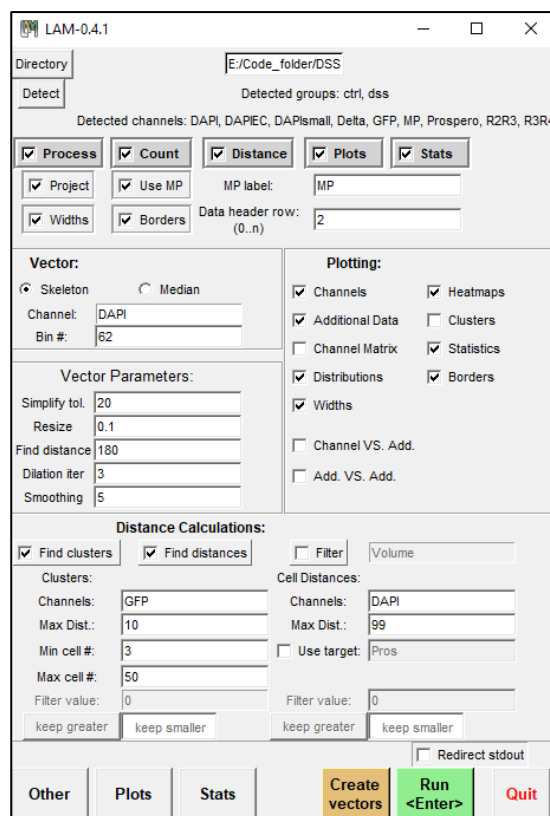 LAM-0.4.1
Directory E:/Code_folder/DSS
Detect Detected groups: ctrl, dss
Detected channels: DAPI, DAPIEC, DAPIsmall, Delta, GFP, MP, Prospero, R2R3, R3R4
Process Count Distance Plots Stats
Project Use MP MP label: MP
Widths Borders Data header row: (0..n) 2
Vector:
Skeleton Median
Channel: DAPI
Bin #: 62
Vector Parameters:
Simplify tol. 20
Resize 0.1
Find distance 180
Dilation iter 3
Smoothing 5
Plotting:
Channels Heatmaps
Additional Data Clusters
Channel Matrix Statistics
Distributions Borders
Widths
Channel VS. Add.
Add. VS. Add.
Distance Calculations:
Find clusters Find distances Filter Volume
Clusters: Cell Distances:
Channels: GFP Channels: DAPI
Max Dist.: 10 Max Dist.: 99
Min cell #: 3 Use target: Pros
Max cell #: 50
Filter value: 0 Filter value: 0
keep greater keep smaller keep greater keep smaller
Redirect stdout
Other Plots Stats Create vectors Run <Enter> Quit